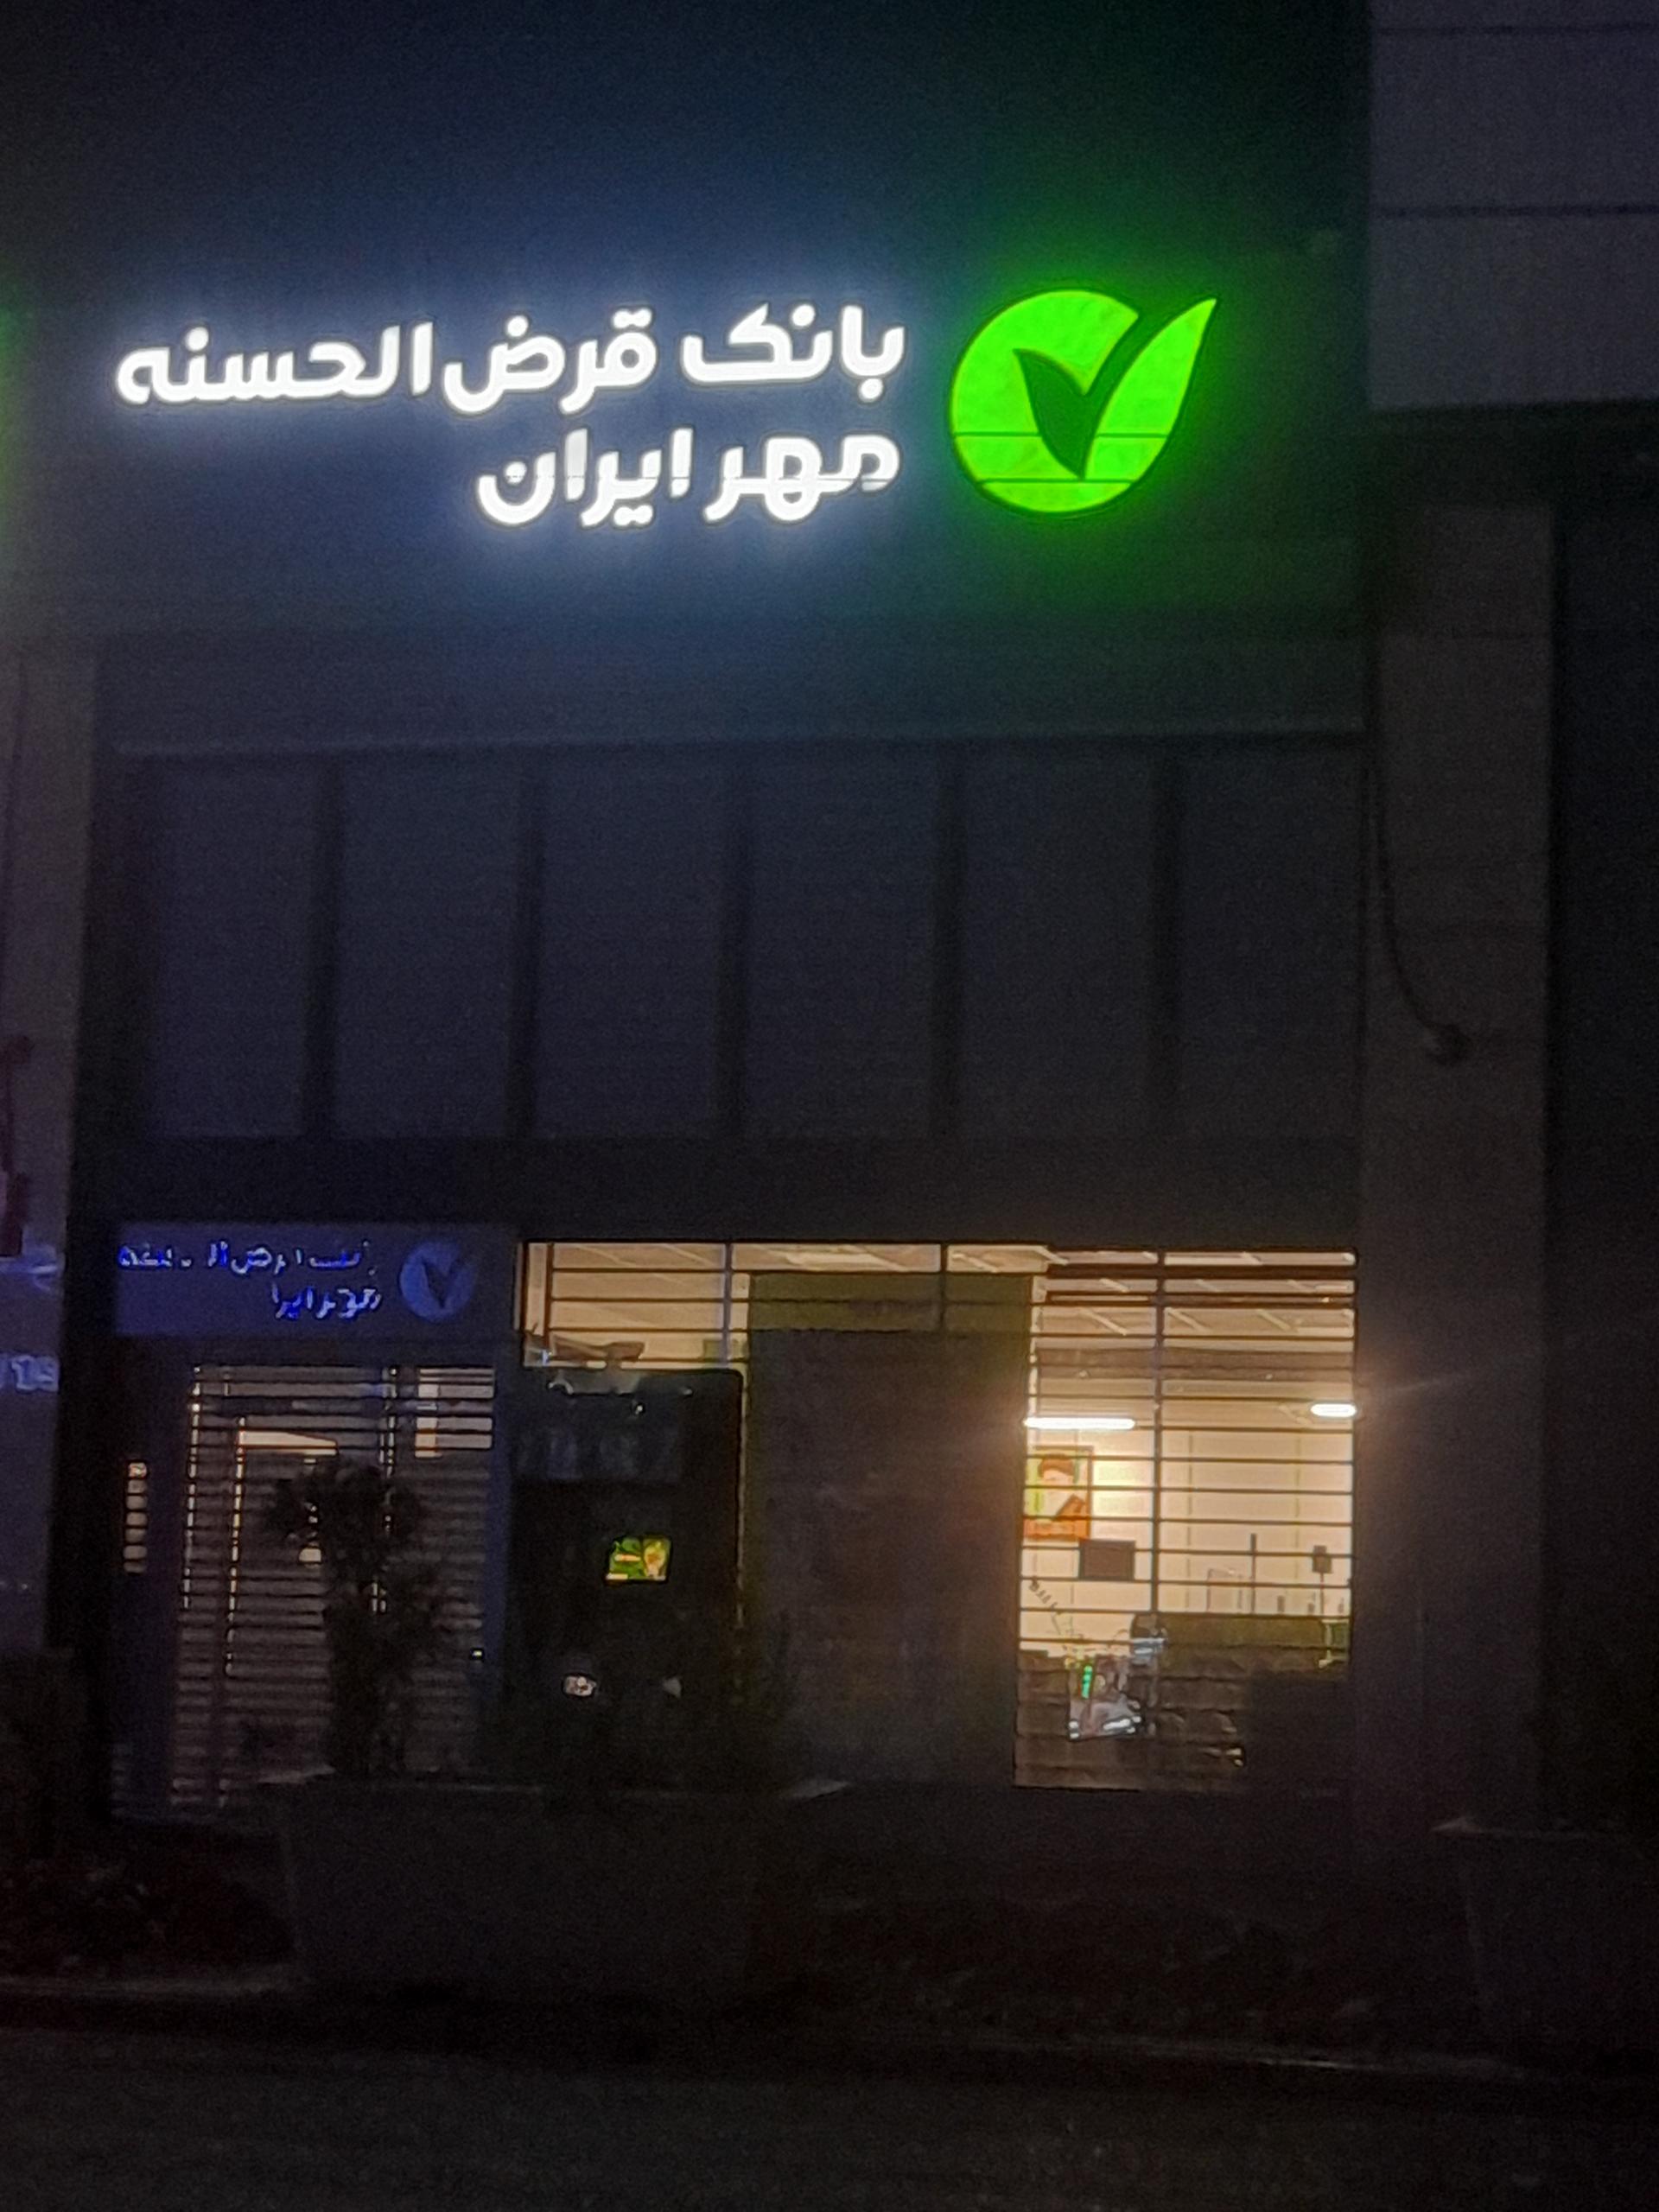 بانک قرض الحسنه
مهر ایران